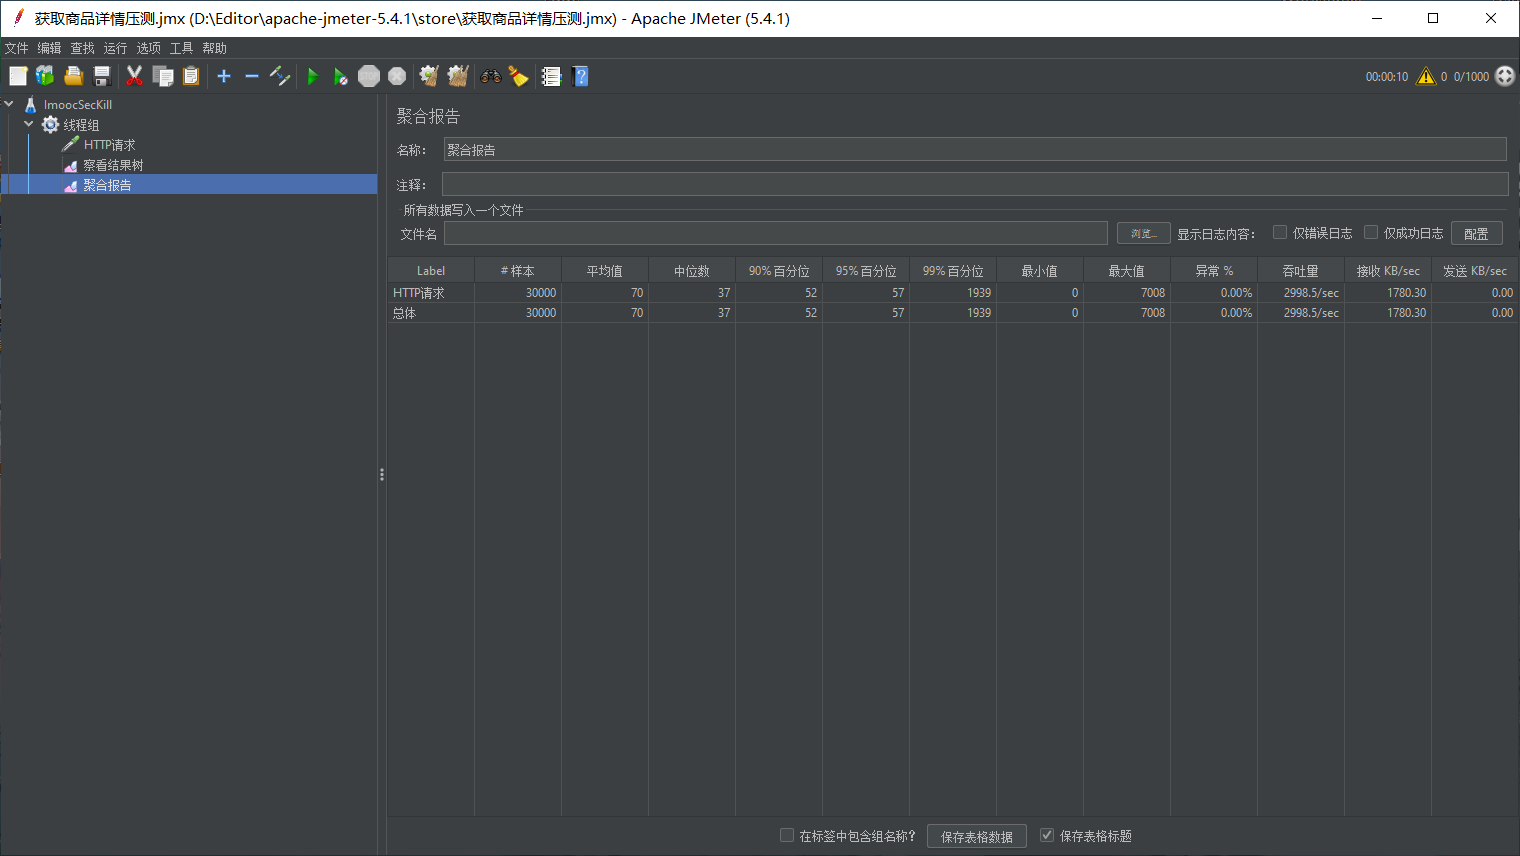 获取商品详情压测.jmx (D:\Editor\apache-jmeter-5.4.1\store\获取商品详情压测.jmx) - Apache JMeter (5.4.1)
文件 编辑 查找 运行 选项 工具 帮助
STOP 00:00:10 0 0/1000
ImoocSecKill
线程组
HTTP请求
察看结果树
聚合报告
聚合报告
名称： 聚合报告
注释：
所有数据写入一个文件
文件名 浏览... 显示日志内容： 仅错误日志 仅成功日志 配置
Label # 样本 平均值 中位数 90% 百分位 95% 百分位 99% 百分位 最小值 最大值 异常 % 吞吐量 接收 KB/sec 发送 KB/sec
HTTP请求 30000 70 37 52 57 1939 0 7008 0.00% 2998.5/sec 1780.30 0.00
总体 30000 70 37 52 57 1939 0 7008 0.00% 2998.5/sec 1780.30 0.00
在标签中包含组名称？ 保存表格数据 保存表格标题